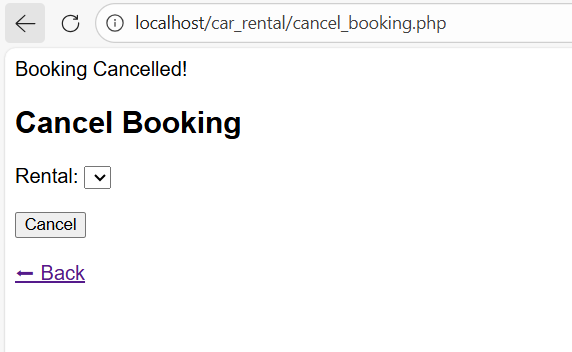 localhost/car_rental/cancel_booking.php
Booking Cancelled!
Cancel Booking
Rental:
Cancel
← Back